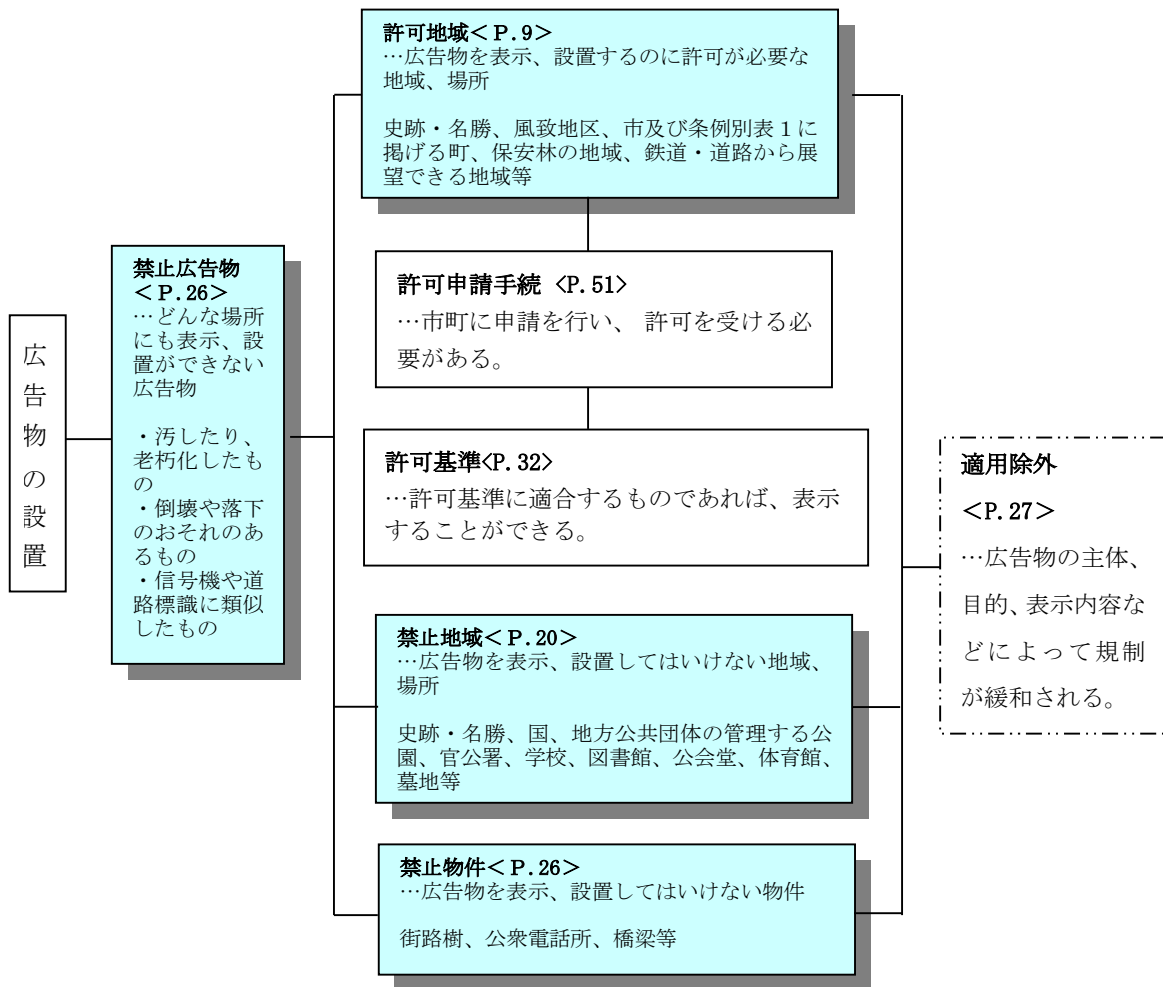 広告物の設置
禁止広告物
＜Ｐ.26＞
…どんな場所
にも表示、設
置ができない
広告物
・汚したり、
老朽化したも
の
・倒壊や落下
のおそれのあ
るもの
・信号機や道
路標識に類似
したもの
許可地域＜Ｐ.9＞
…広告物を表示、設置するのに許可が必要な
地域、場所
史跡・名勝、風致地区、市及び条例別表１に
掲げる町、保安林の地域、鉄道・道路から展
望できる地域等
許可申請手続 <P.51>
…市町に申請を行い、 許可を受ける必
要がある。
許可基準<P.32>
…許可基準に適合するものであれば、表示
することができる。
禁止地域＜Ｐ.20＞
…広告物を表示、設置してはいけない地域、
場所
史跡・名勝、国、地方公共団体の管理する公
園、官公署、学校、図書館、公会堂、体育館、
墓地等
禁止物件＜Ｐ.26＞
…広告物を表示、設置してはいけない物件
街路樹、公衆電話所、橋梁等
適用除外
＜P.27＞
…広告物の主体、
目的、表示内容な
どによって規制
が緩和される。